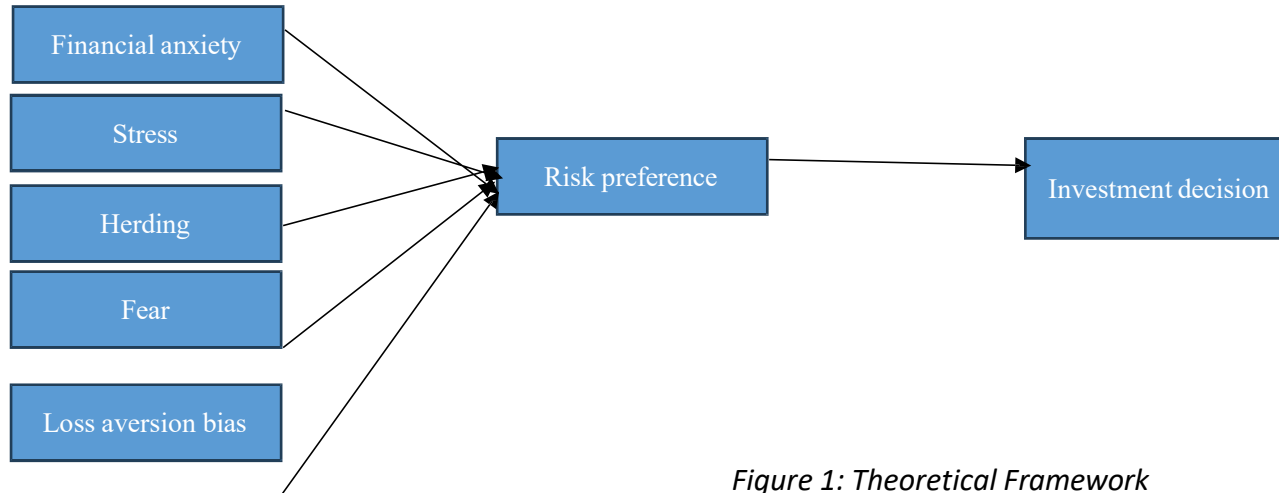 Financial anxiety
Stress
Herding
Fear
Loss aversion bias
Risk preference
Investment decision
Figure 1: Theoretical Framework